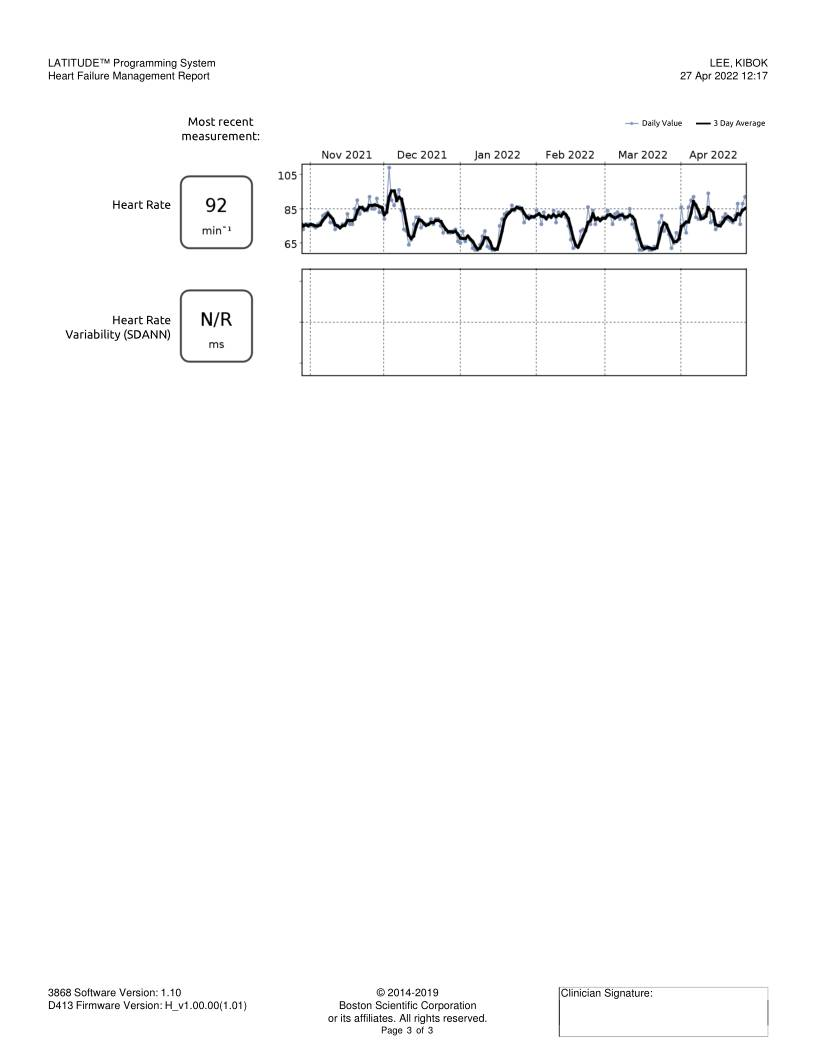 LATITUDE™ Programming System
Heart Failure Management Report
LEE, KIBOK
27 Apr 2022 12:17
Most recent
measurement:
Daily Value
3 Day Average
Nov 2021 Dec 2021 Jan 2022 Feb 2022 Mar 2022 Apr 2022
Heart Rate
92
min⁻¹
105
85
65
Heart Rate
Variability (SDANN)
N/R
ms
3868 Software Version: 1.10
D413 Firmware Version: H_v1.00.00(1.01)
© 2014-2019
Boston Scientific Corporation
or its affiliates. All rights reserved.
Page 3 of 3
Clinician Signature: